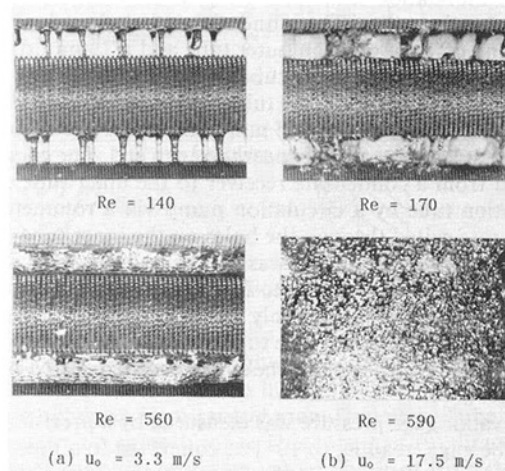 Re = 140
Re = 170
Re = 560
Re = 590
(a) u₀ = 3.3 m/s
(b) u₀ = 17.5 m/s